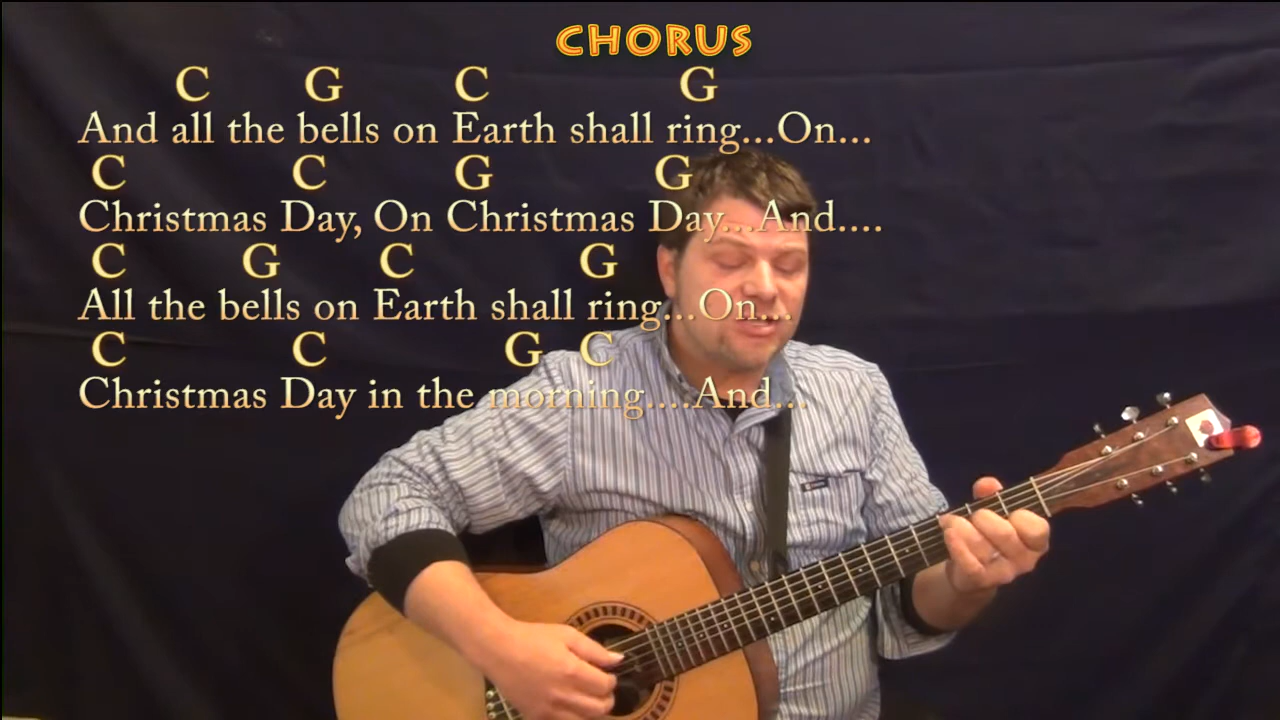 CHORUS
C G C G
And all the bells on Earth shall ring...On...
C C G G
Christmas Day, On Christmas Day...And....
C G C G
All the bells on Earth shall ring...On...
C C G C
Christmas Day in the morning....And...